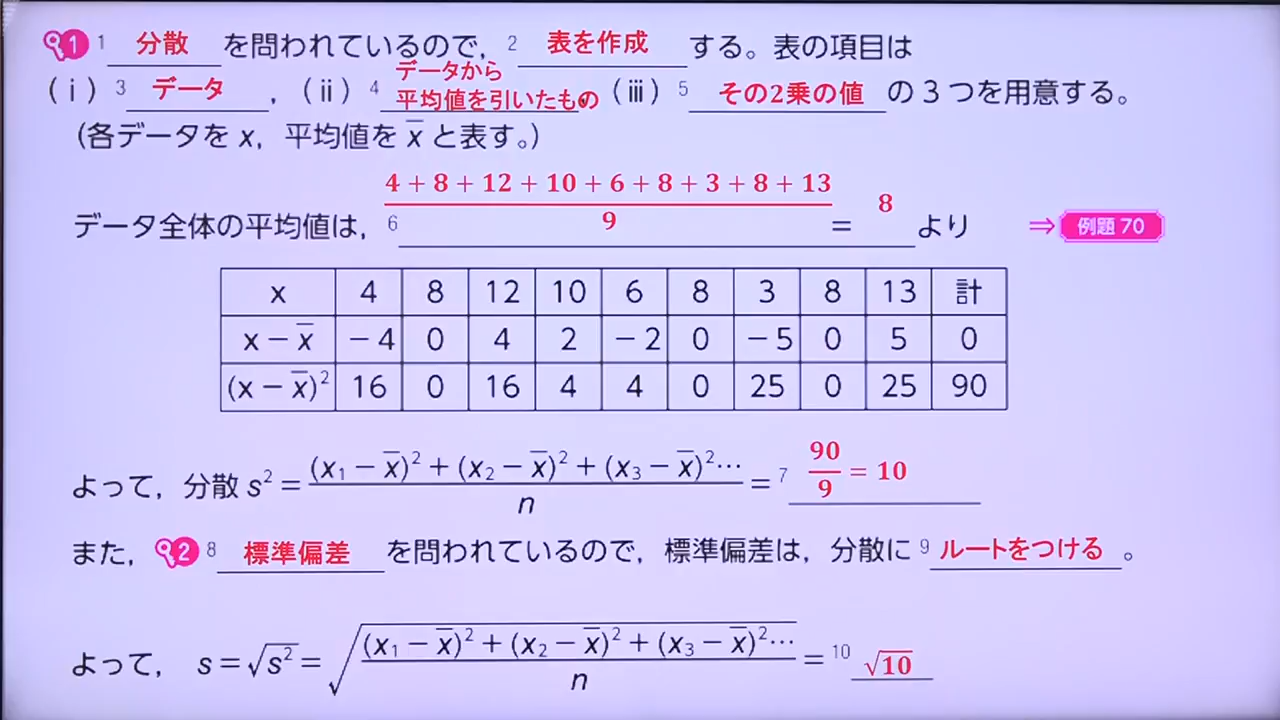 1 1 分散 を問われているので，2 表を作成 する。表の項目は
(ⅰ) 3 データ ，(ⅱ) 4 データから平均値を引いたもの，(ⅲ) 5 その2乗の値 の3つを用意する。
(各データを x，平均値を x̄ と表す。)
データ全体の平均値は，6 (4+8+12+10+6+8+3+8+13)/9 = 8 より ⇒ 例題 70
x 4 8 12 10 6 8 3 8 13 計
x－x̄ －4 0 4 2 －2 0 －5 0 5 0
(x－x̄)² 16 0 16 4 4 0 25 0 25 90
よって，分散 s² = ((x₁－x̄)²+(x₂－x̄)²+(x₃－x̄)²⋯)/n = 7 90/9 = 10
また，2 8 標準偏差 を問われているので，標準偏差は，分散に 9 ルートをつける 。
よって， s = √s² = √(((x₁－x̄)²+(x₂－x̄)²+(x₃－x̄)²⋯)/n) = 10 √10